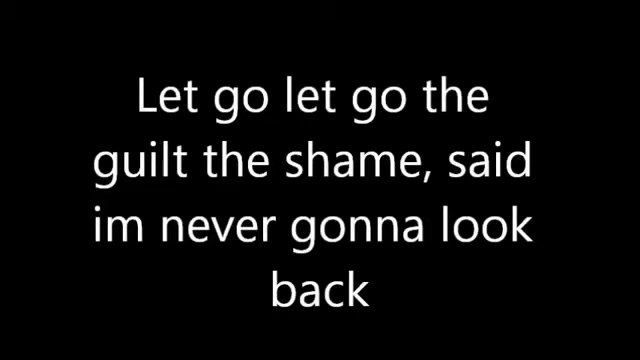 Let go let go the
guilt the shame, said
im never gonna look
back